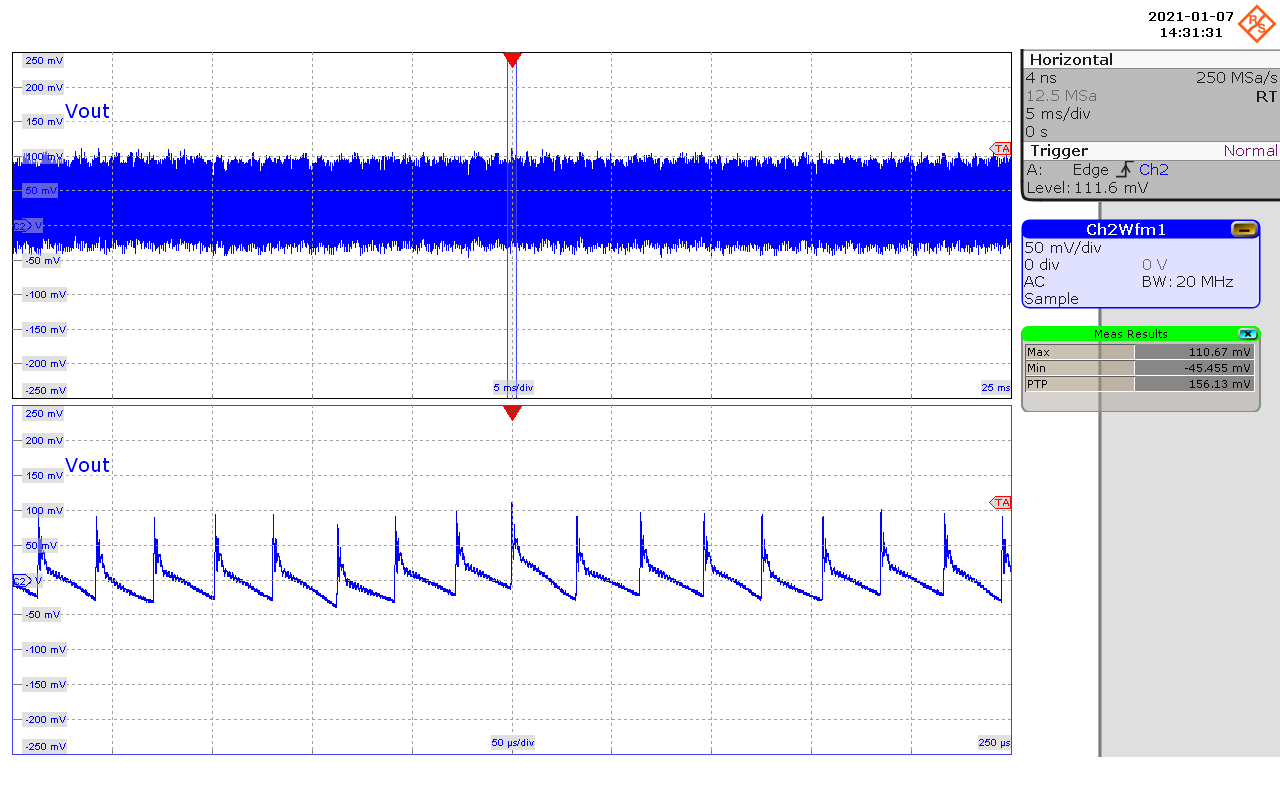 2021-01-07
14:31:31
R&S
250 mV
200 mV
Vout
150 mV
100 mV
TA
50 mV
C2 0 V
-50 mV
-100 mV
-150 mV
-200 mV
-250 mV
5 ms/div
25 ms
250 mV
200 mV
Vout
150 mV
100 mV
TA
50 mV
C2 0 V
-50 mV
-100 mV
-150 mV
-200 mV
-250 mV
50 µs/div
250 µs
Horizontal
4 ns 250 MSa/s
12.5 MSa RT
5 ms/div
0 s
Trigger Normal
A: Edge Ch2
Level: 111.6 mV
Ch2Wfm1
50 mV/div
0 div 0 V
AC BW: 20 MHz
Sample
Meas Results
Max 110.67 mV
Min -45.455 mV
PTP 156.13 mV